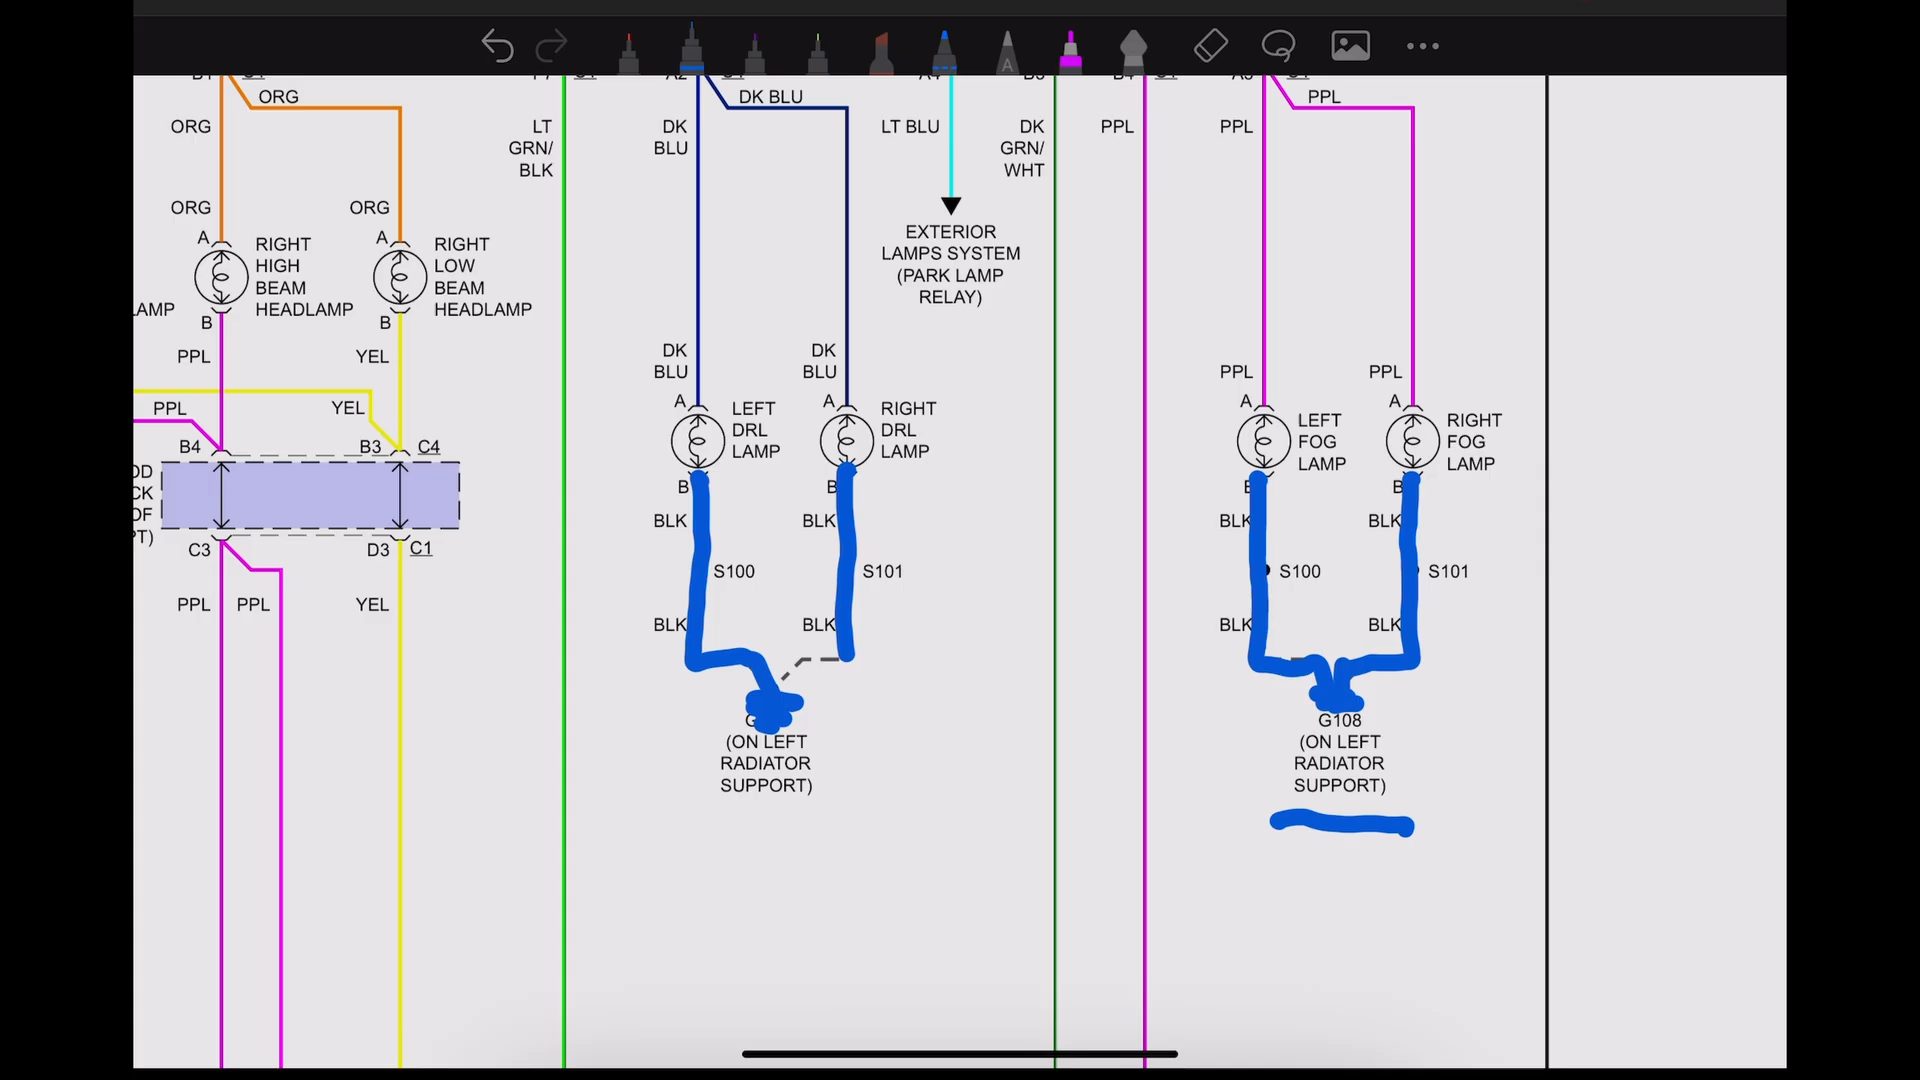 ORG
DK BLU
PPL
ORG
LT
GRN/
BLK
DK
BLU
LT BLU
DK
GRN/
WHT
PPL
PPL
ORG
ORG
A
RIGHT
HIGH
BEAM
HEADLAMP
A
RIGHT
LOW
BEAM
HEADLAMP
EXTERIOR
LAMPS SYSTEM
(PARK LAMP
RELAY)
B
B
PPL
YEL
DK
BLU
DK
BLU
PPL
PPL
PPL
YEL
A
LEFT
DRL
LAMP
A
RIGHT
DRL
LAMP
A
LEFT
FOG
LAMP
A
RIGHT
FOG
LAMP
B4
B3
C4
B
B
B
BLK
BLK
BLK
BLK
C3
D3
C1
S100
S101
S100
S101
PPL
PPL
YEL
BLK
BLK
BLK
BLK
(ON LEFT
RADIATOR
SUPPORT)
G108
(ON LEFT
RADIATOR
SUPPORT)